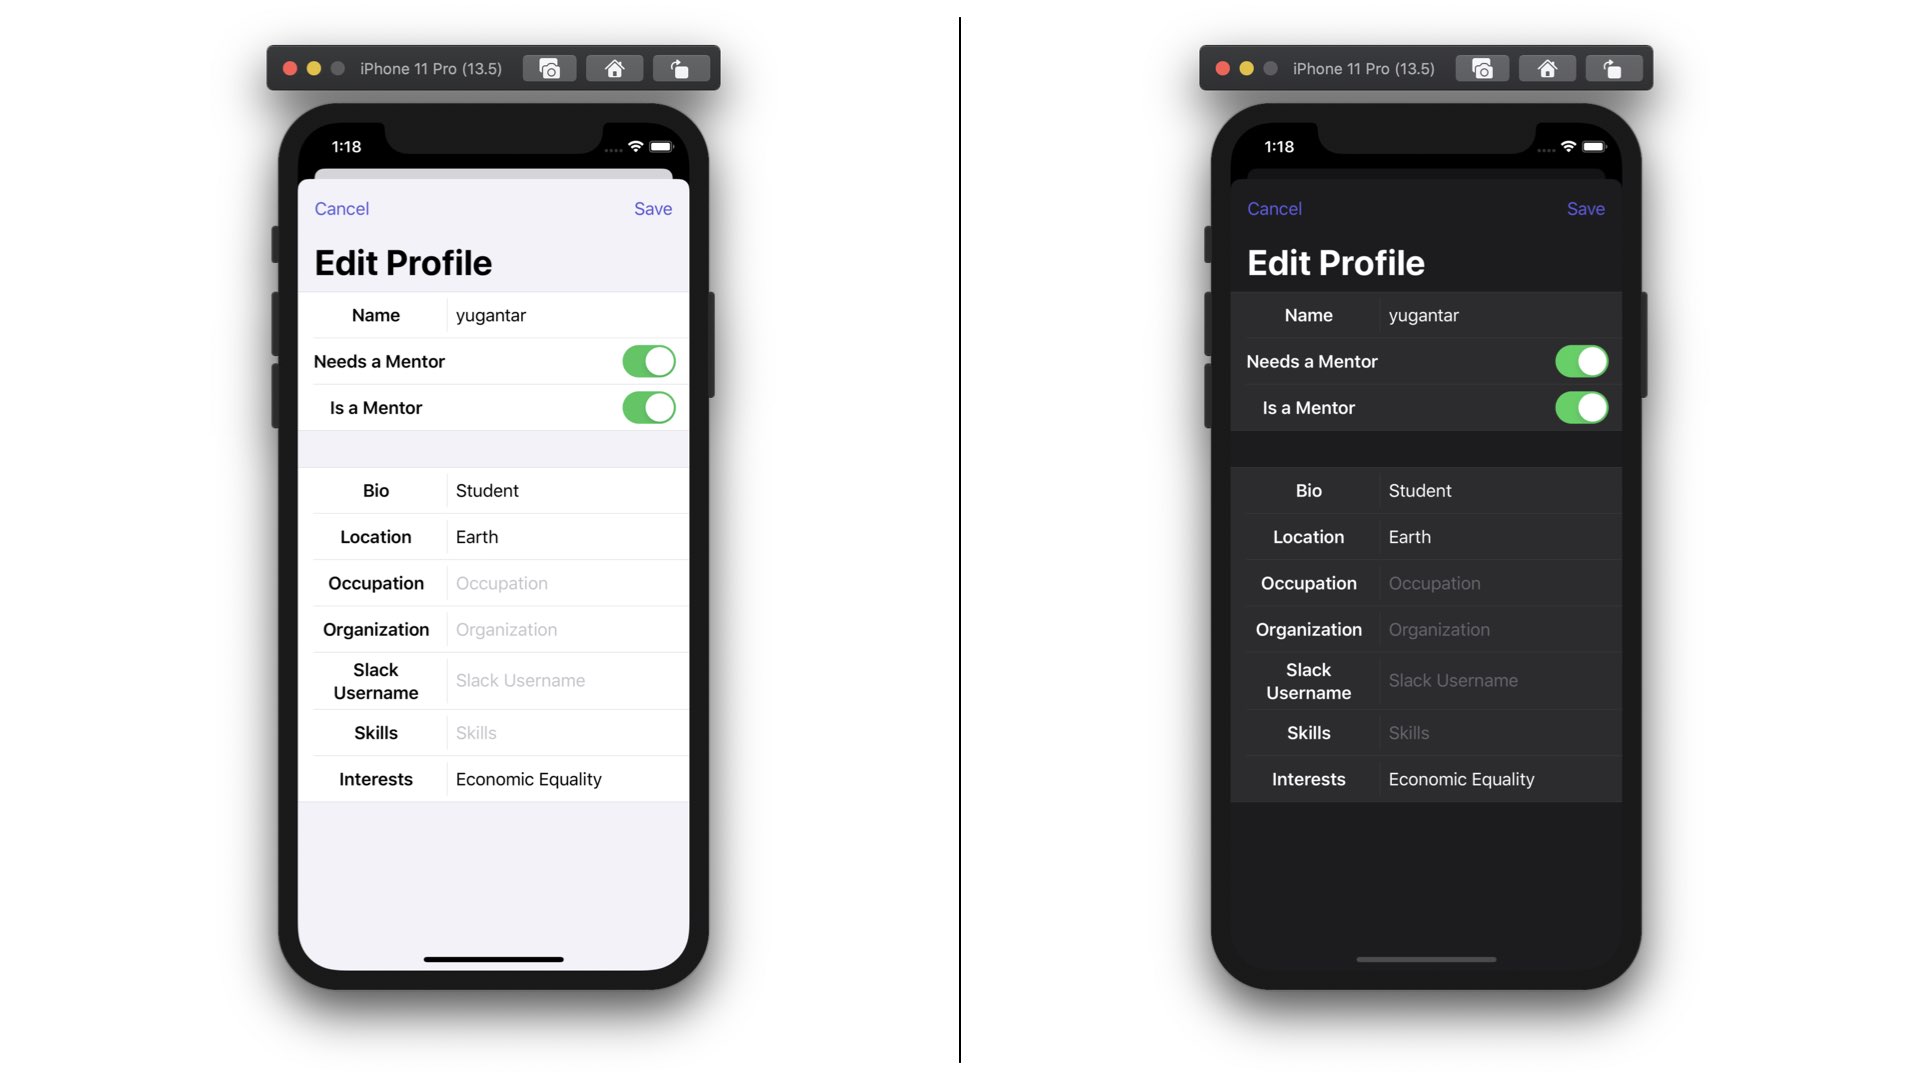 iPhone 11 Pro (13.5)
1:18
Cancel Save
Edit Profile
Name yugantar
Needs a Mentor
Is a Mentor
Bio Student
Location Earth
Occupation Occupation
Organization Organization
Slack Username Slack Username
Skills Skills
Interests Economic Equality
iPhone 11 Pro (13.5)
1:18
Cancel Save
Edit Profile
Name yugantar
Needs a Mentor
Is a Mentor
Bio Student
Location Earth
Occupation Occupation
Organization Organization
Slack Username Slack Username
Skills Skills
Interests Economic Equality